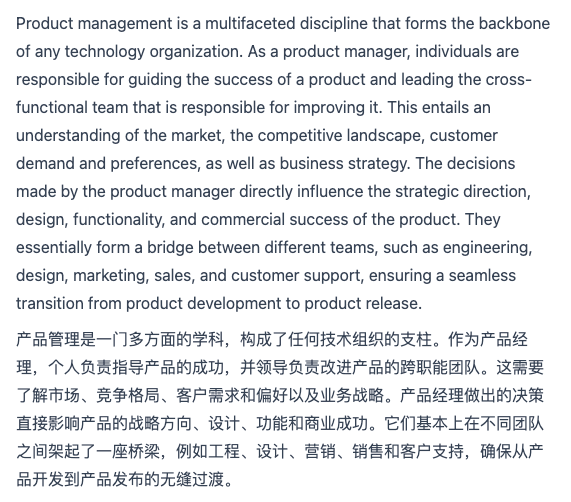 Product management is a multifaceted discipline that forms the backbone
of any technology organization. As a product manager, individuals are
responsible for guiding the success of a product and leading the cross-
functional team that is responsible for improving it. This entails an
understanding of the market, the competitive landscape, customer
demand and preferences, as well as business strategy. The decisions
made by the product manager directly influence the strategic direction,
design, functionality, and commercial success of the product. They
essentially form a bridge between different teams, such as engineering,
design, marketing, sales, and customer support, ensuring a seamless
transition from product development to product release.
产品管理是一门多方面的学科，构成了任何技术组织的支柱。作为产品经
理，个人负责指导产品的成功，并领导负责改进产品的跨职能团队。这需要
了解市场、竞争格局、客户需求和偏好以及业务战略。产品经理做出的决策
直接影响产品的战略方向、设计、功能和商业成功。它们基本上在不同团队
之间架起了一座桥梁，例如工程、设计、营销、销售和客户支持，确保从产
品开发到产品发布的无缝过渡。